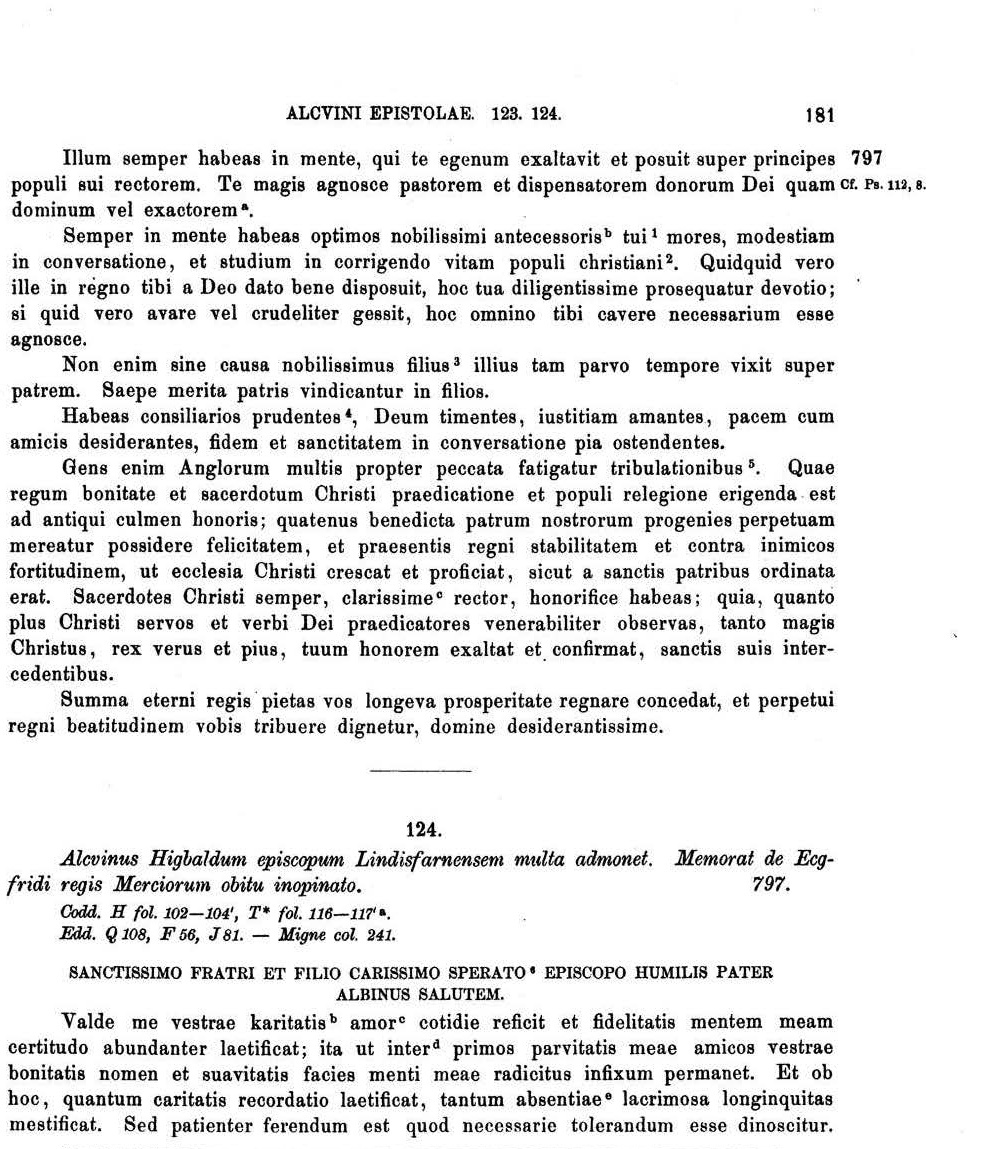 ALCVINI EPISTOLAE. 123. 124. 181
Illum semper habeas in mente, qui te egenum exaltavit et posuit super principes 797
populi sui rectorem. Te magis agnosce pastorem et dispensatorem donorum Dei quam Cf. Ps. 112, 8.
dominum vel exactorem ᵃ.
Semper in mente habeas optimos nobilissimi antecessoris ᵇ tui ¹ mores, modestiam
in conversatione, et studium in corrigendo vitam populi christiani ². Quidquid vero
ille in regno tibi a Deo dato bene disposuit, hoc tua diligentissime prosequatur devotio;
si quid vero avare vel crudeliter gessit, hoc omnino tibi cavere necessarium esse
agnosce.
Non enim sine causa nobilissimus filius ³ illius tam parvo tempore vixit super
patrem. Saepe merita patris vindicantur in filios.
Habeas consiliarios prudentes ⁴, Deum timentes, iustitiam amantes, pacem cum
amicis desiderantes, fidem et sanctitatem in conversatione pia ostendentes.
Gens enim Anglorum multis propter peccata fatigatur tribulationibus ⁵. Quae
regum bonitate et sacerdotum Christi praedicatione et populi relegione erigenda est
ad antiqui culmen honoris; quatenus benedicta patrum nostrorum progenies perpetuam
mereatur possidere felicitatem, et praesentis regni stabilitatem et contra inimicos
fortitudinem, ut ecclesia Christi crescat et proficiat, sicut a sanctis patribus ordinata
erat. Sacerdotes Christi semper, clarissime ᶜ rector, honorifice habeas; quia, quanto
plus Christi servos et verbi Dei praedicatores venerabiliter observas, tanto magis
Christus, rex verus et pius, tuum honorem exaltat et confirmat, sanctis suis inter-
cedentibus.
Summa eterni regis pietas vos longeva prosperitate regnare concedat, et perpetui
regni beatitudinem vobis tribuere dignetur, domine desiderantissime.
124.
Alcvinus Higbaldum episcopum Lindisfarnensem multa admonet. Memorat de Ecg-
fridi regis Merciorum obitu inopinato. 797.
Codd. H fol. 102—104', T* fol. 116—117' ᵃ.
Edd. Q 108, F 56, J 81. — Migne col. 241.
SANCTISSIMO FRATRI ET FILIO CARISSIMO SPERATO ⁶ EPISCOPO HUMILIS PATER
ALBINUS SALUTEM.
Valde me vestrae karitatis ᵇ amor ᶜ cotidie reficit et fidelitatis mentem meam
certitudo abundanter laetificat; ita ut inter ᵈ primos parvitatis meae amicos vestrae
bonitatis nomen et suavitatis facies menti meae radicitus infixum permanet. Et ob
hoc, quantum caritatis recordatio laetificat, tantum absentiae ᵉ lacrimosa longinquitas
mestificat. Sed patienter ferendum est quod necessarie tolerandum esse dinoscitur.